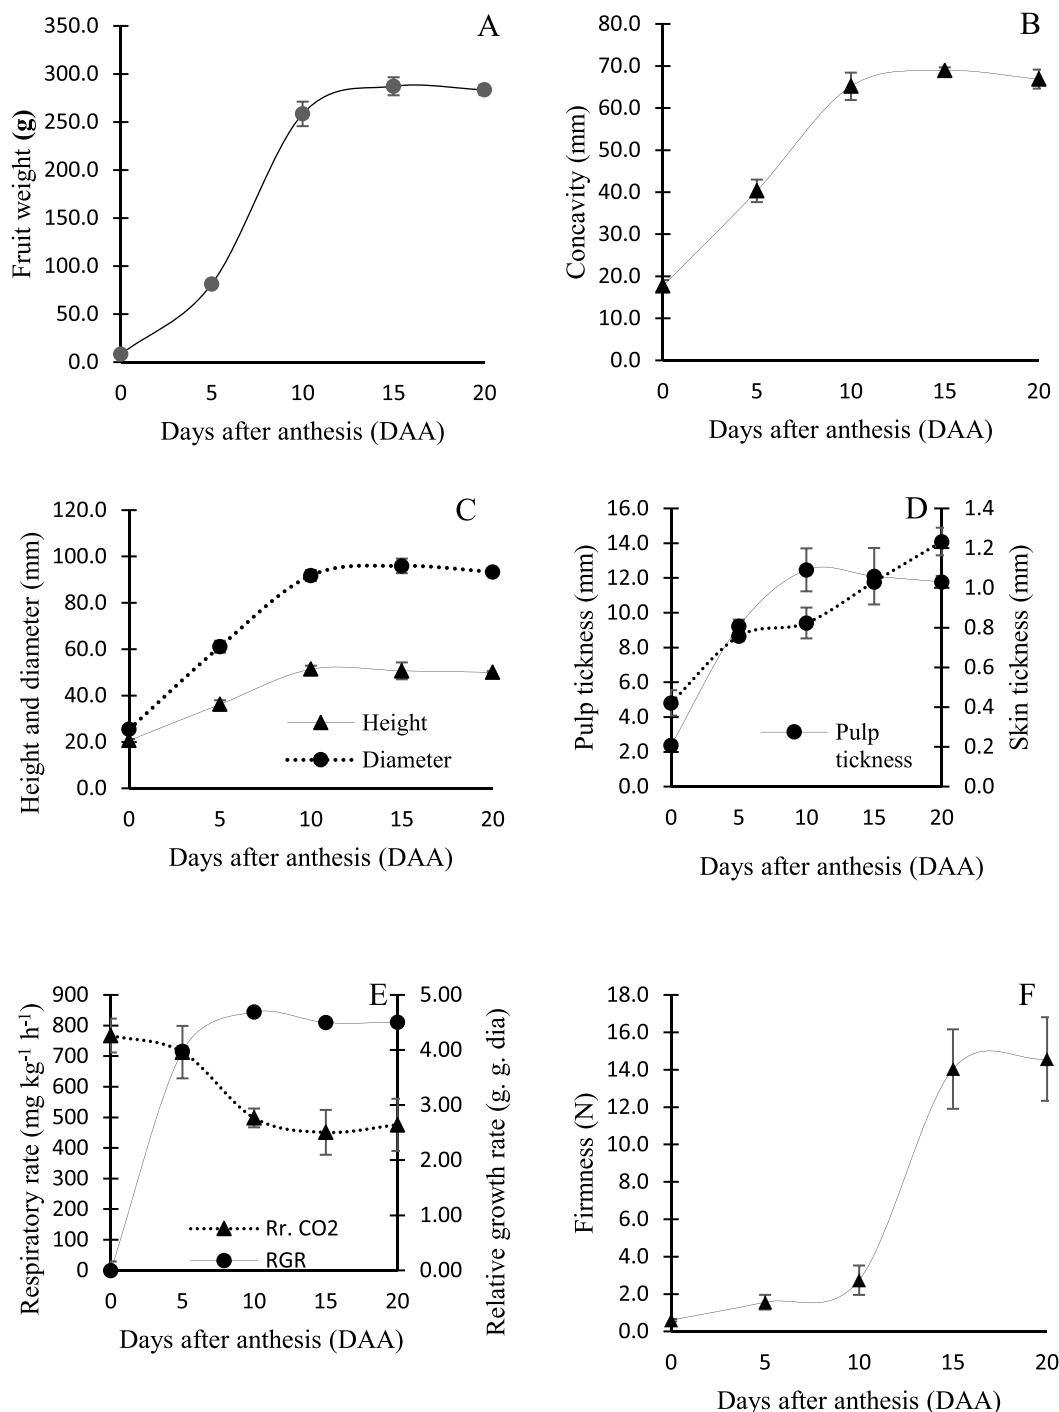 A
Fruit weight (g)
350.0
300.0
250.0
200.0
150.0
100.0
50.0
0.0
0 5 10 15 20
Days after anthesis (DAA)
B
Concavity (mm)
80.0
70.0
60.0
50.0
40.0
30.0
20.0
10.0
0.0
0 5 10 15 20
Days after anthesis (DAA)
C
Height and diameter (mm)
120.0
100.0
80.0
60.0
40.0
20.0
0.0
Height
Diameter
0 5 10 15 20
Days after anthesis (DAA)
D
Pulp tickness (mm)
16.0
14.0
12.0
10.0
8.0
6.0
4.0
2.0
0.0
Pulp
tickness
1.4
1.2
1.0
0.8
0.6
0.4
0.2
0.0
Skin tickness (mm)
0 5 10 15 20
Days after anthesis (DAA)
E
Respiratory rate (mg kg⁻¹ h⁻¹)
900
800
700
600
500
400
300
200
100
0
Rr. CO2
RGR
5.00
4.00
3.00
2.00
1.00
0.00
Relative growth rate (g. g. dia)
0 5 10 15 20
Days after anthesis (DAA)
F
Firmness (N)
18.0
16.0
14.0
12.0
10.0
8.0
6.0
4.0
2.0
0.0
0 5 10 15 20
Days after anthesis (DAA)